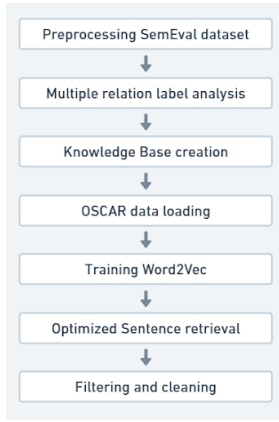 Preprocessing SemEval dataset
Multiple relation label analysis
Knowledge Base creation
OSCAR data loading
Training Word2Vec
Optimized Sentence retrieval
Filtering and cleaning